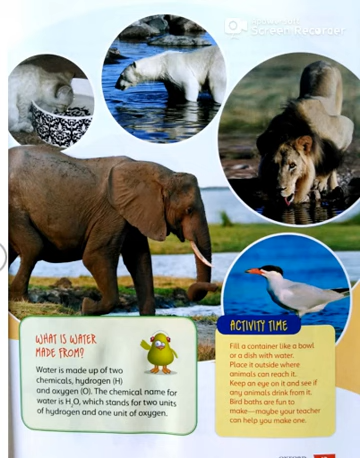 Screen Recorder
WHAT IS WATER
MADE FROM?
Water is made up of two
chemicals, hydrogen (H)
and oxygen (O). The chemical name for
water is H₂O, which stands for two units
of hydrogen and one unit of oxygen.
ACTIVITY TIME
Fill a container like a bowl
or a dish with water.
Place it outside where
animals can reach it.
Keep an eye on it and see if
any animals drink from it.
Bird baths are fun to
make—maybe your teacher
can help you make one.